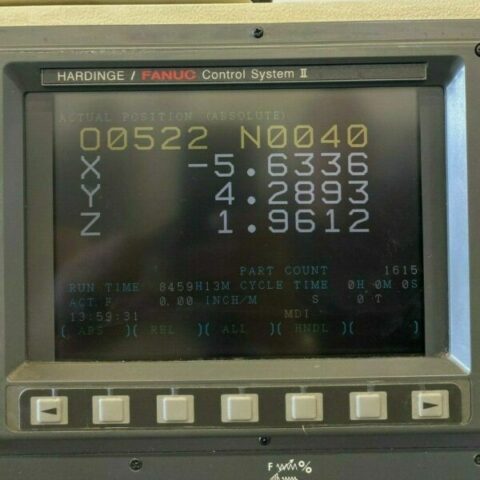 HARDINGE / FANUC Control System II
ACTUAL POSITION (ABSOLUTE)
O0522 N0040
X -5.6336
Y 4.2893
Z 1.9612
PART COUNT 1615
RUN TIME 8459H13M CYCLE TIME 0H 0M 0S
ACT.F 0.00 INCH/M S 0 T
13:59:31 MDI
( ABS )( REL )( ALL )( HNDL )( )
F %